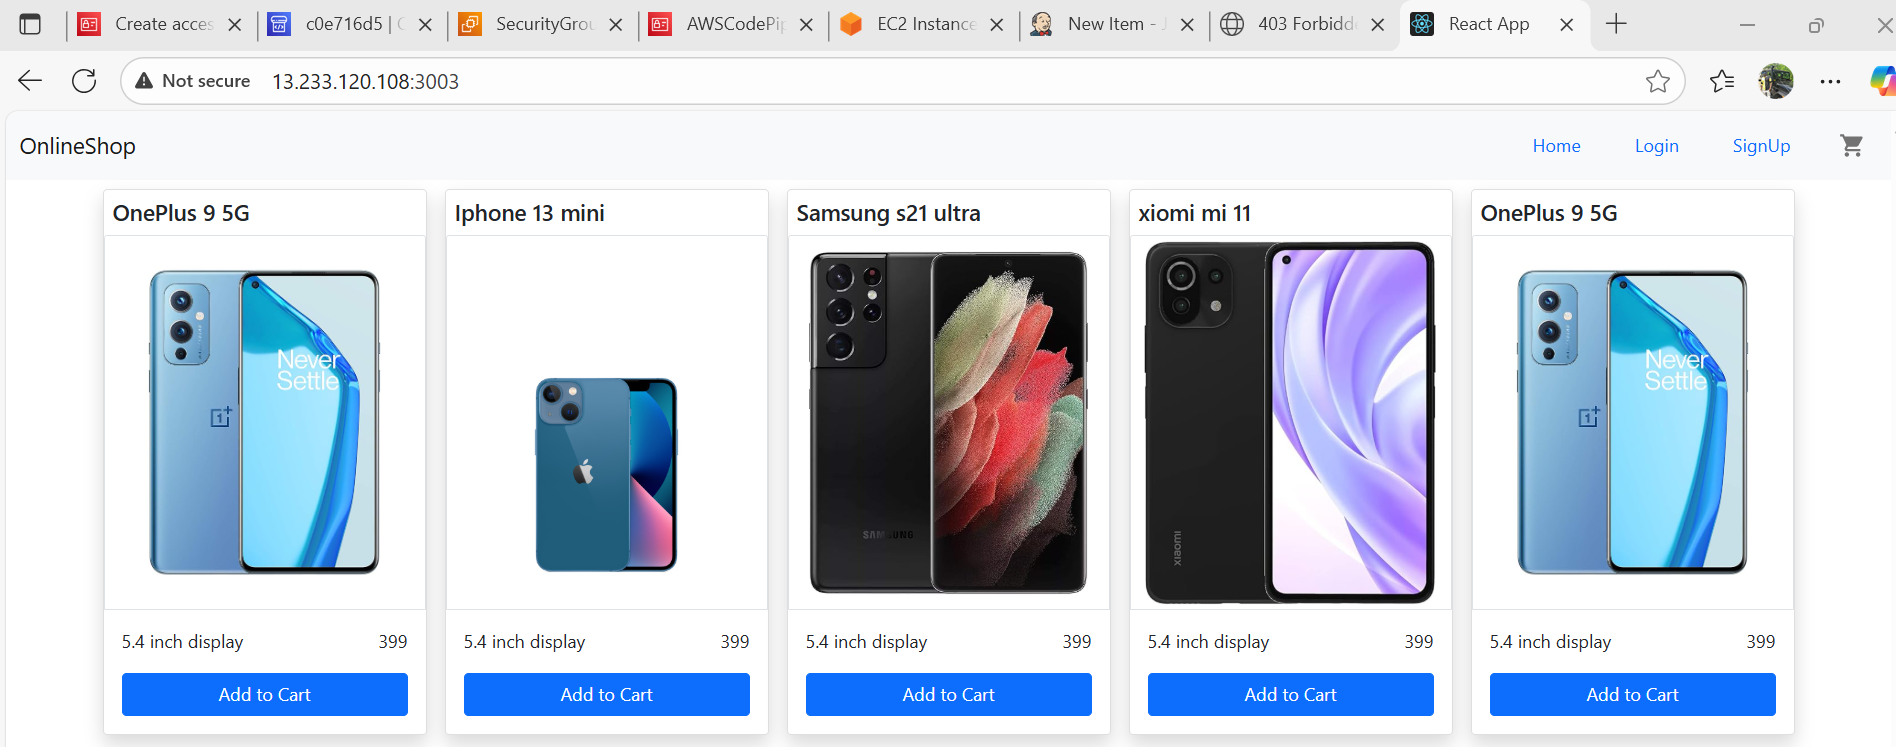 Create acces
c0e716d5 | C
SecurityGrou
AWSCodePip
EC2 Instance
New Item - J
403 Forbidde
React App
Not secure
13.233.120.108:3003
OnlineShop
Home
Login
SignUp
OnePlus 9 5G
Iphone 13 mini
Samsung s21 ultra
xiomi mi 11
OnePlus 9 5G
Never
Settle
SAMSUNG
xiaomi
Never
Settle
5.4 inch display 399
5.4 inch display 399
5.4 inch display 399
5.4 inch display 399
5.4 inch display 399
Add to Cart
Add to Cart
Add to Cart
Add to Cart
Add to Cart